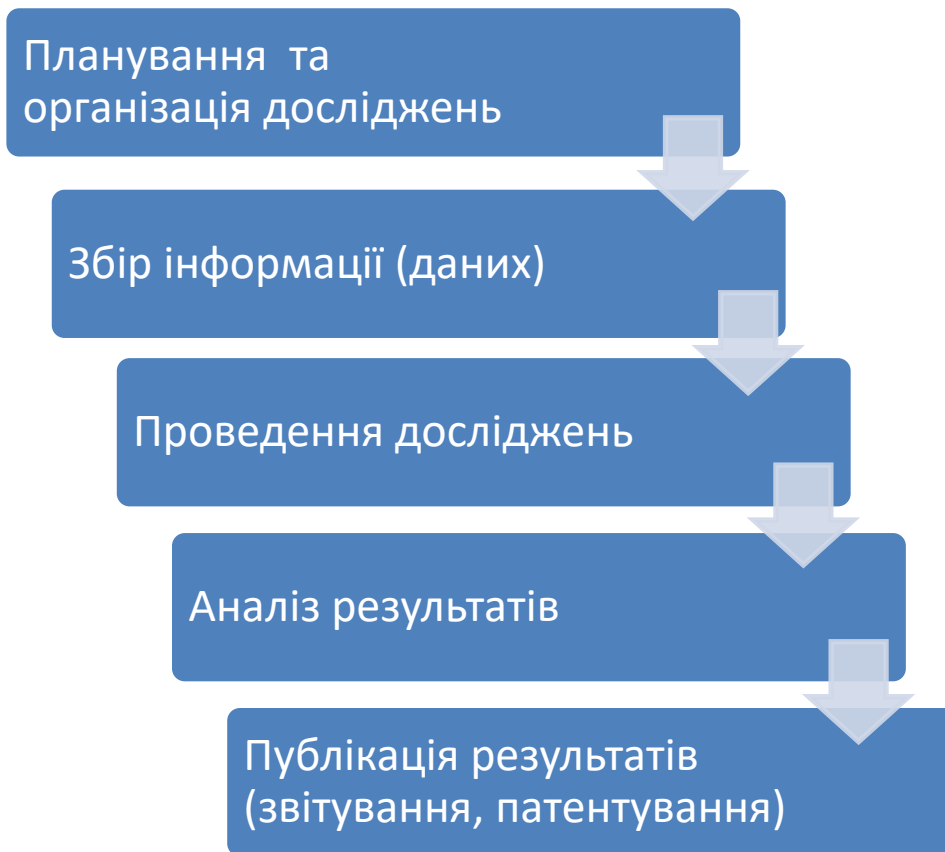 Планування  та
організація досліджень
Збір інформації (даних)
Проведення досліджень
Аналіз результатів
Публікація результатів
(звітування, патентування)